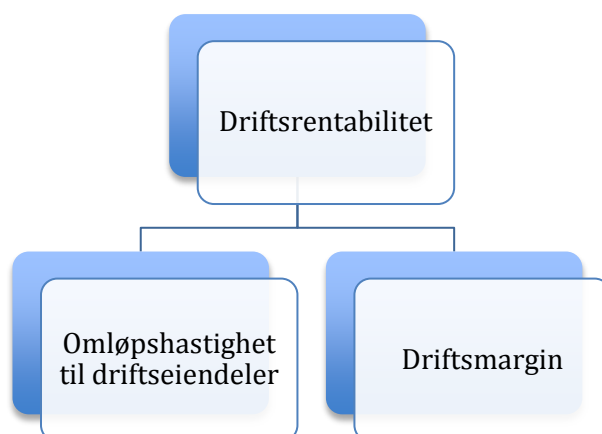 Driftsrentabilitet
Omløpshastighet
til driftseiendeler
Driftsmargin